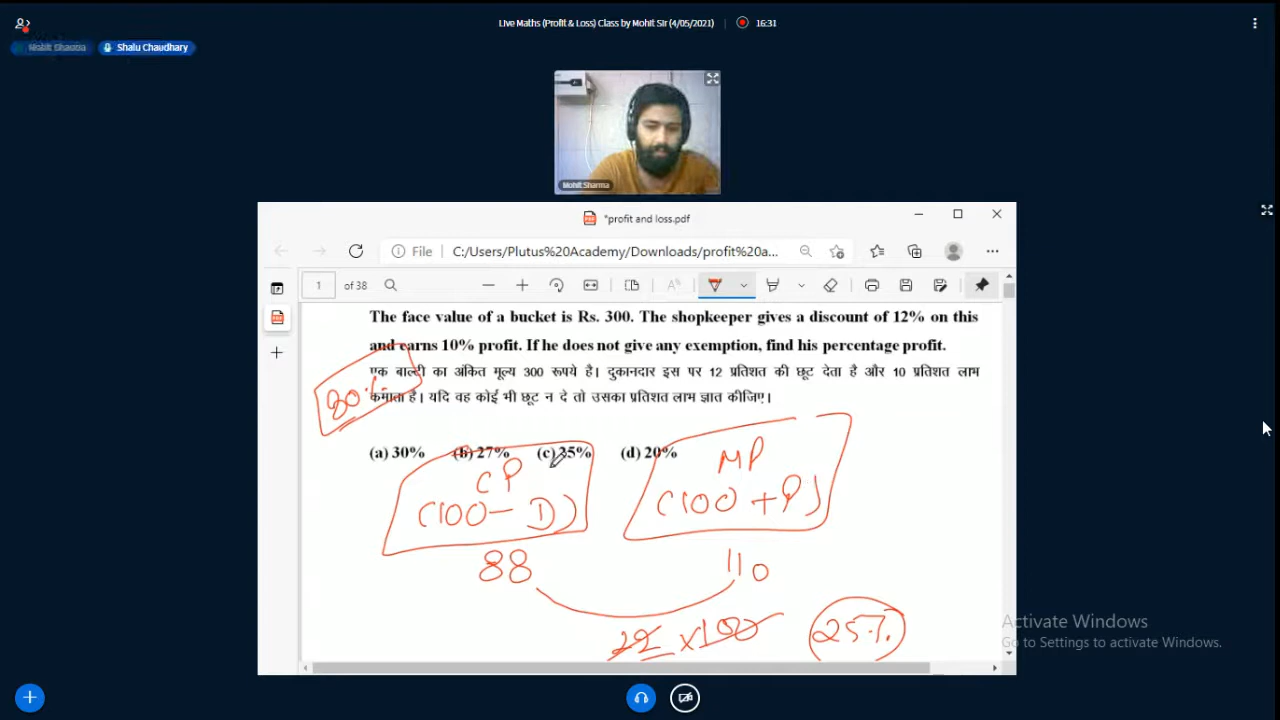 Live Maths (Profit & Loss) Class by Mohit Sir (4/05/2021) 16:31
Mohit Sharma Shalu Chaudhary
Mohit Sharma
*profit and loss.pdf
File C:/Users/Plutus%20Academy/Downloads/profit%20a...
1 of 38
The face value of a bucket is Rs. 300. The shopkeeper gives a discount of 12% on this
and earns 10% profit. If he does not give any exemption, find his percentage profit.
एक बाल्टी का अंकित मूल्य 300 रूपये है। दुकानदार इस पर 12 प्रतिशत की छूट देता है और 10 प्रतिशत लाभ
कमाता है। यदि वह कोई भी छूट न दे तो उसका प्रतिशत लाभ ज्ञात कीजिए।
80%
(a) 30% (b) 27% (c) 25% (d) 20%
CP MP
(100 - D) (100 + P)
88 110
22 x100 25%
Activate Windows
Go to Settings to activate Windows.